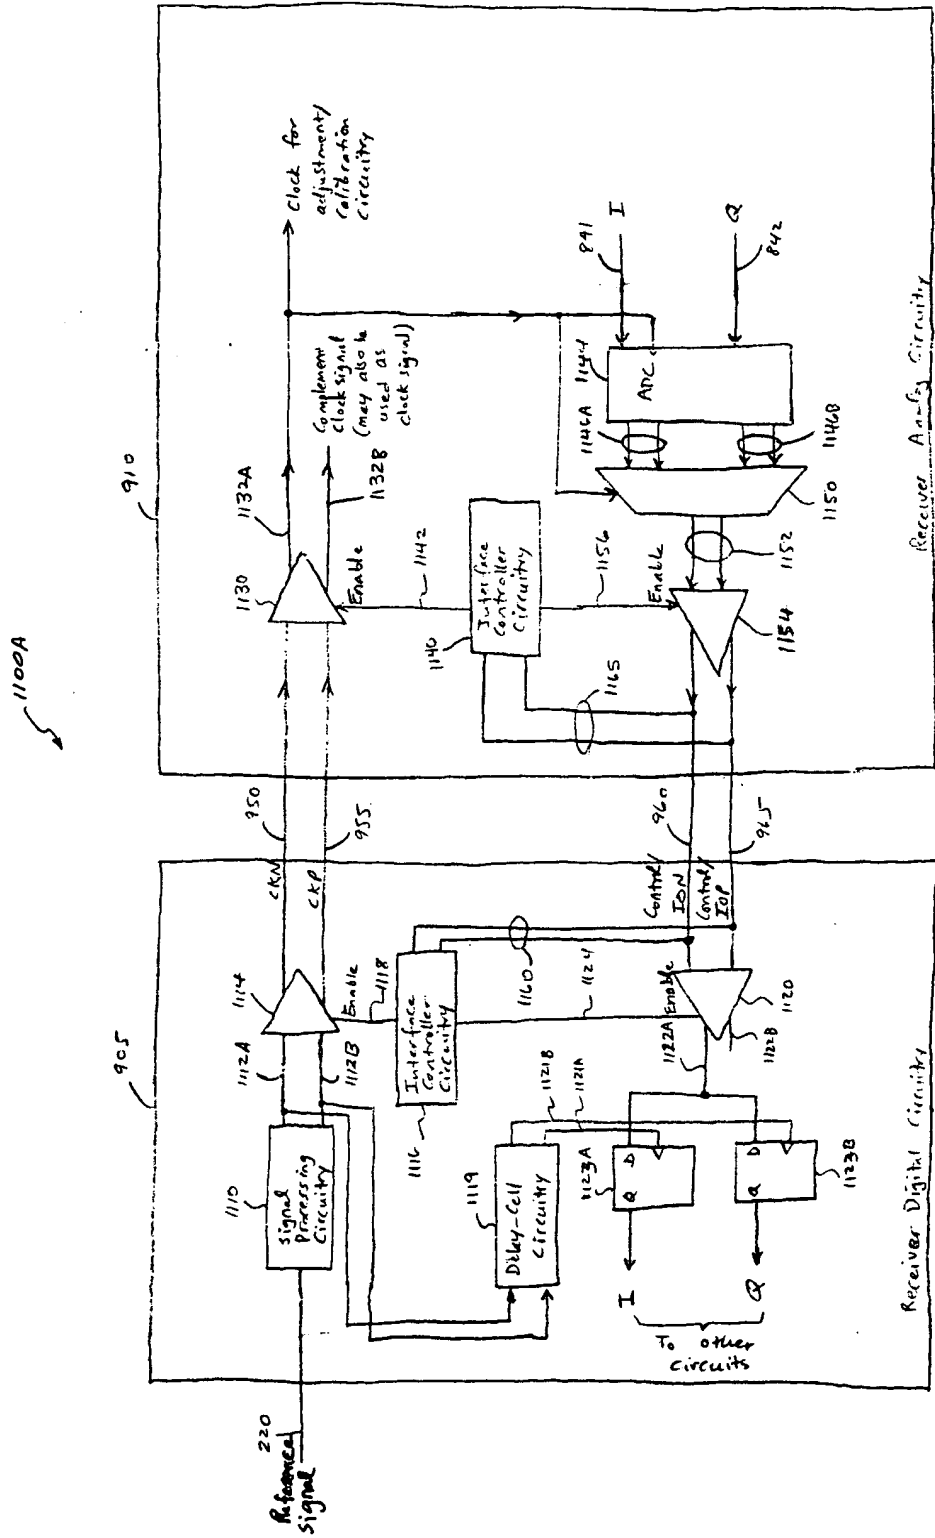 1100A
905
910
Reference
Signal
220
1110
Signal
Processing
Circuitry
1112A
1112B
1114
Enable
1118
CKN
CKP
950
955
1130
1132A
1132B
Enable
1142
Clock for
adjustment/
calibration
circuitry
Complement
clock signal
(may also be
used as
clock signal)
1116
Interface
Controller
Circuitry
1160
1124
1140
Interface
Controller
Circuitry
1165
1156
1119
Delay-Cell
Circuitry
1121B
1121A
1122A
Enable
1122B
1120
Control/
ION
Control/
IOP
960
965
Enable
1154
1152
1150
1146A
1146B
1144
ADC
841
I
Q
842
1123A
Q
D
1123B
Q
D
I
Q
To other
circuits
Receiver Digital Circuitry
Receiver Analog Circuitry